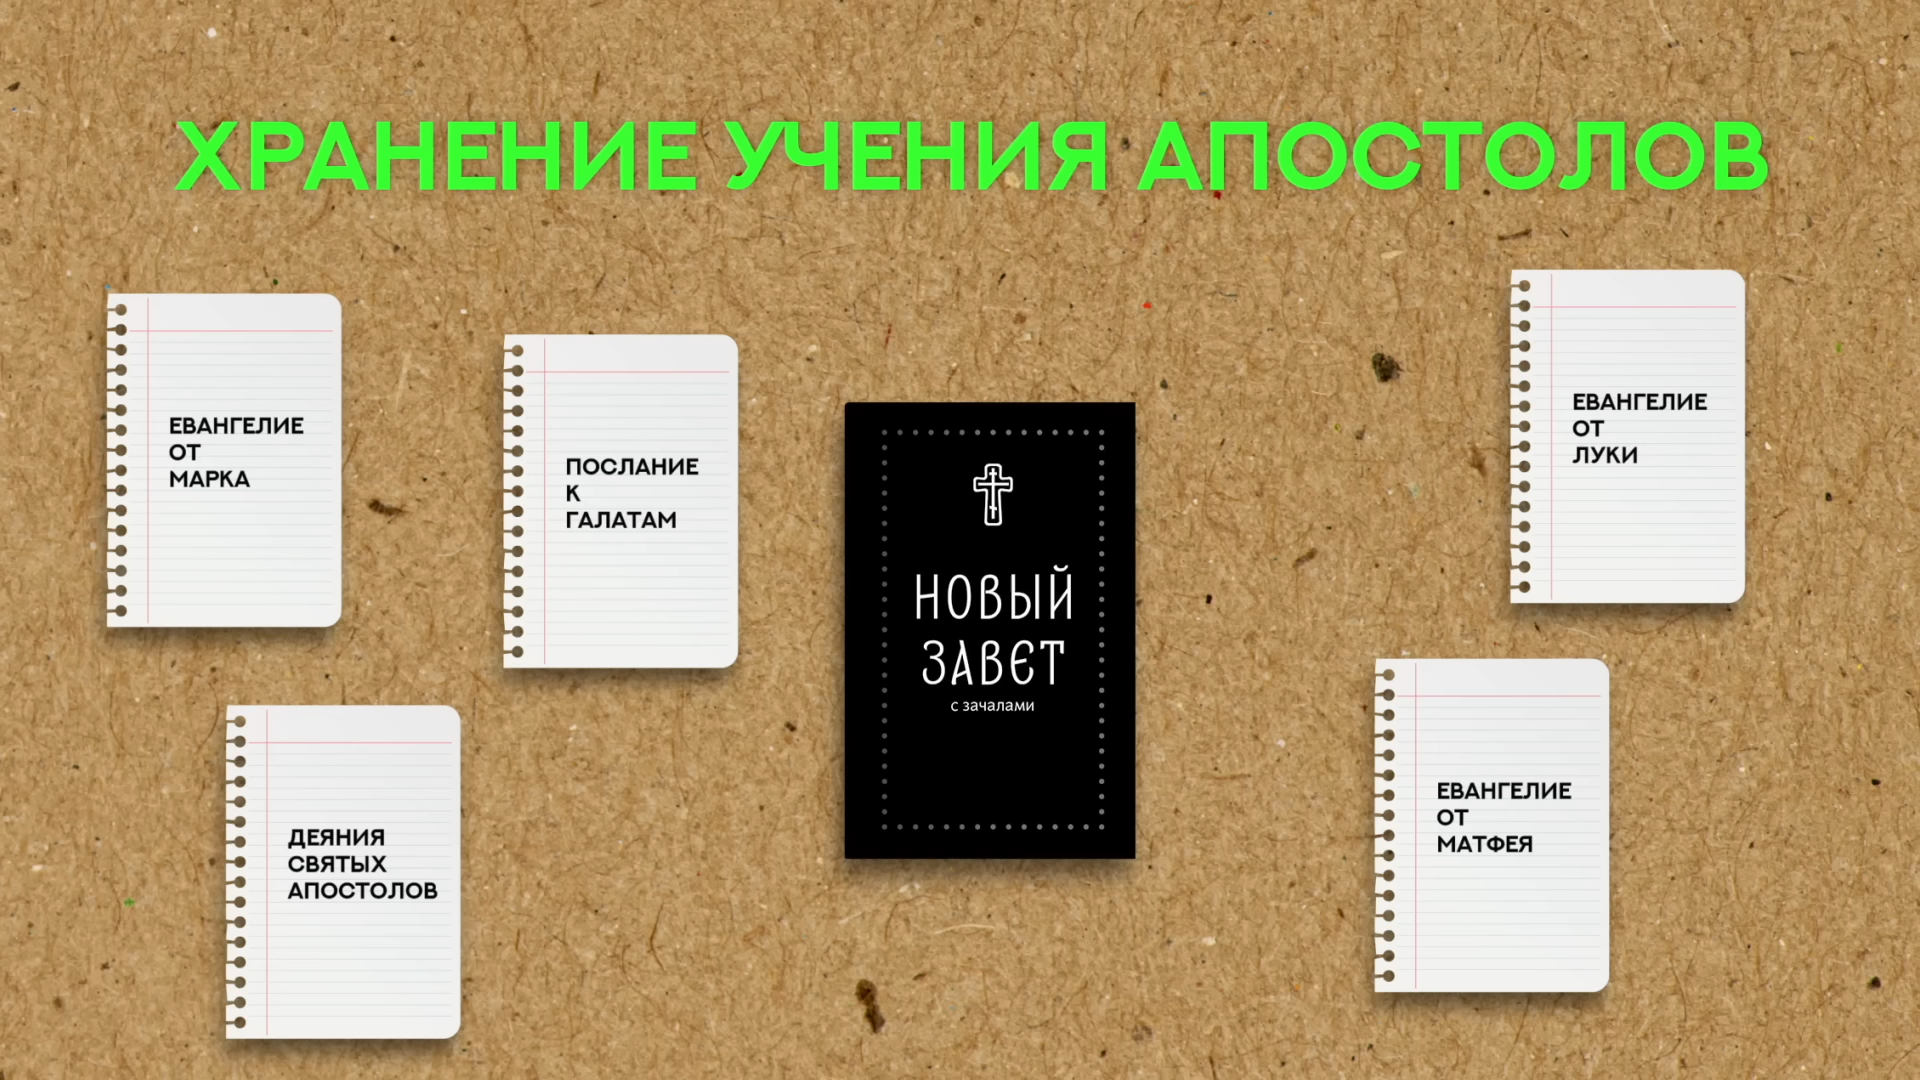 ХРАНЕНИЕ УЧЕНИЯ АПОСТОЛОВ
ЕВАНГЕЛИЕ
ОТ
МАРКА
ПОСЛАНИЕ
К
ГАЛАТАМ
НОВЫЙ
ЗАВЕТ
с зачалами
ЕВАНГЕЛИЕ
ОТ
ЛУКИ
ДЕЯНИЯ
СВЯТЫХ
АПОСТОЛОВ
ЕВАНГЕЛИЕ
ОТ
МАТФЕЯ